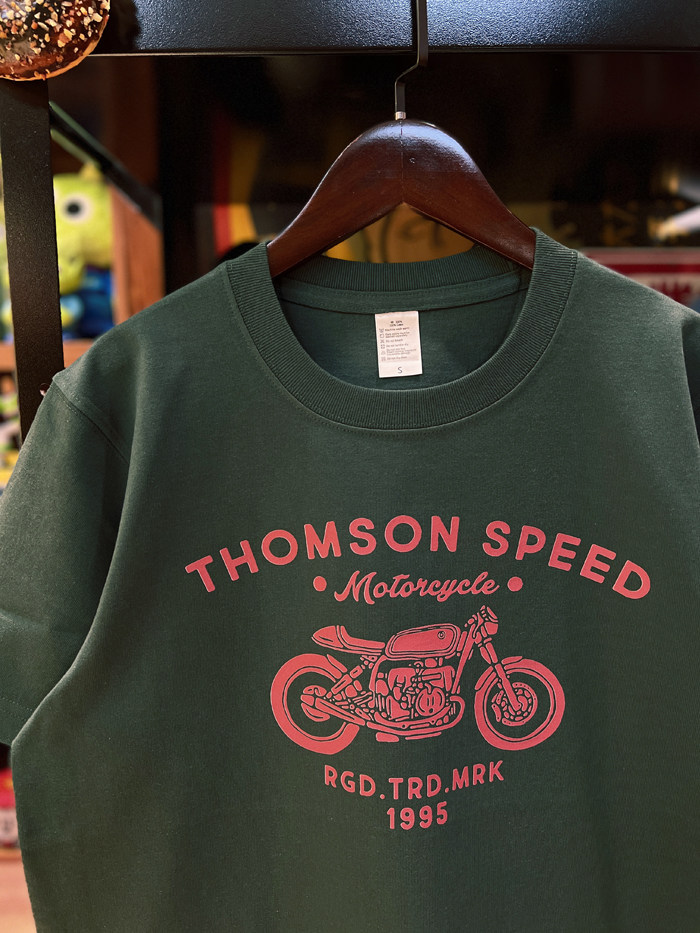 S
THOMSON SPEED
Motorcycle
RGD.TRD.MRK
1995